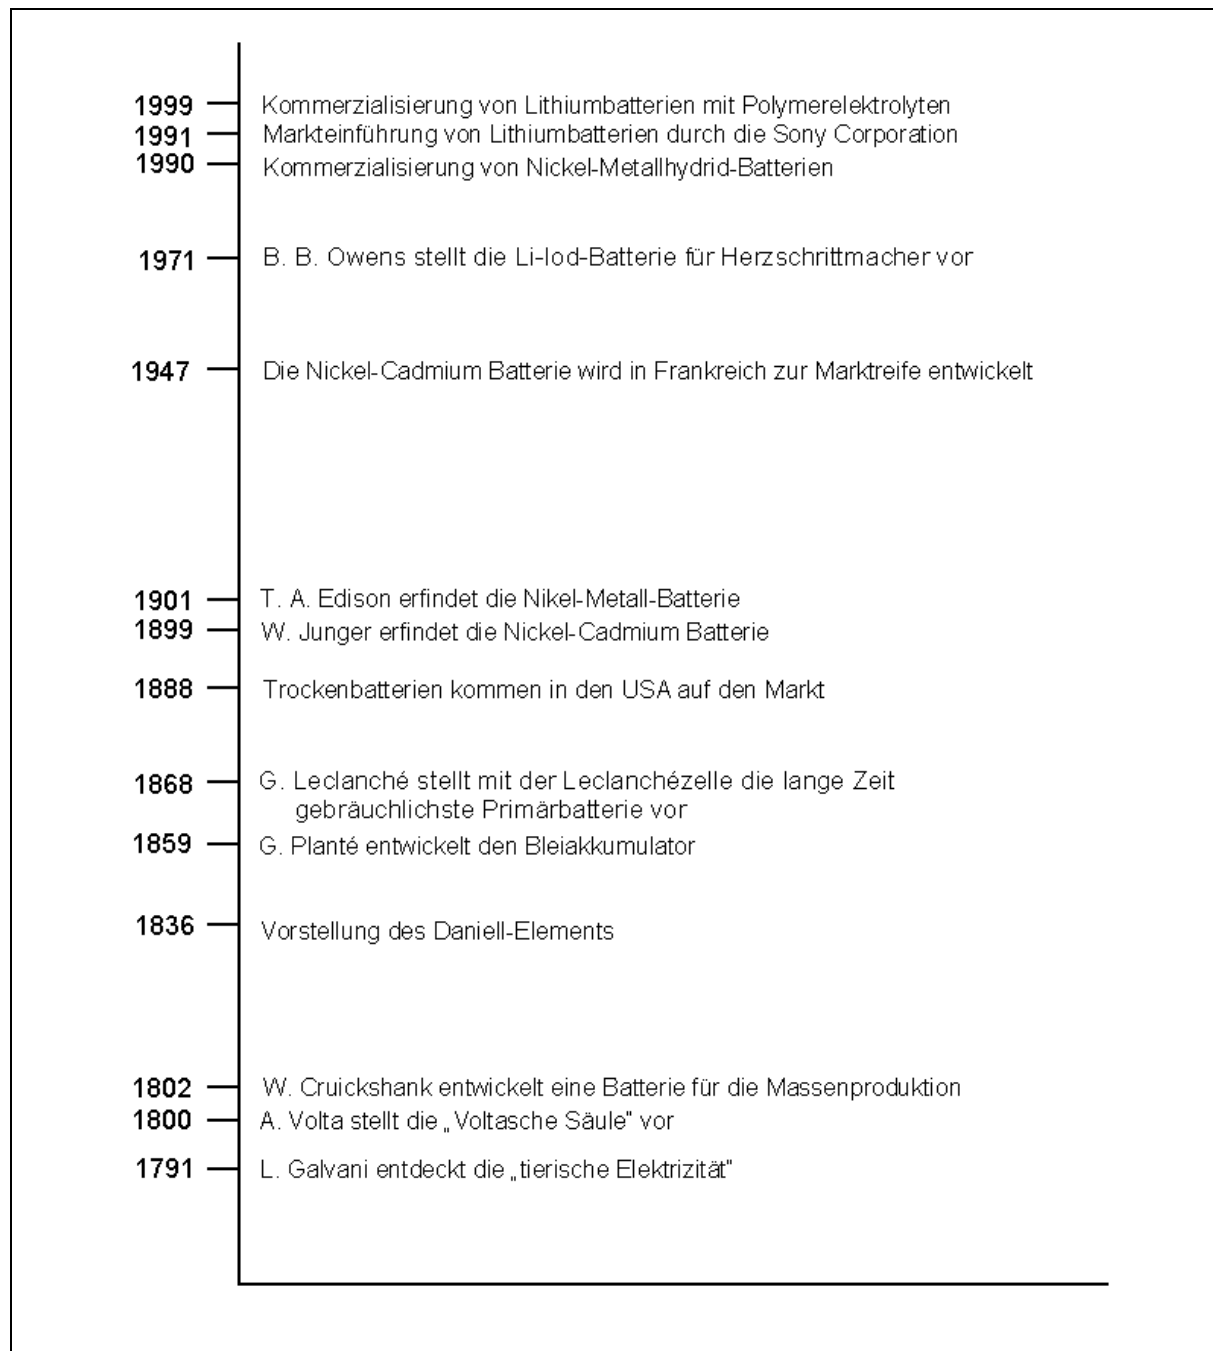 1999 Kommerzialisierung von Lithiumbatterien mit Polymerelektrolyten
1991 Markteinführung von Lithiumbatterien durch die Sony Corporation
1990 Kommerzialisierung von Nickel-Metallhydrid-Batterien
1971 B. B. Owens stellt die Li-Iod-Batterie für Herzschrittmacher vor
1947 Die Nickel-Cadmium Batterie wird in Frankreich zur Marktreife entwickelt
1901 T. A. Edison erfindet die Nikel-Metall-Batterie
1899 W. Junger erfindet die Nickel-Cadmium Batterie
1888 Trockenbatterien kommen in den USA auf den Markt
1868 G. Leclanché stellt mit der Leclanchézelle die lange Zeit
gebräuchlichste Primärbatterie vor
1859 G. Planté entwickelt den Bleiakkumulator
1836 Vorstellung des Daniell-Elements
1802 W. Cruickshank entwickelt eine Batterie für die Massenproduktion
1800 A. Volta stellt die „Voltasche Säule" vor
1791 L. Galvani entdeckt die „tierische Elektrizität"